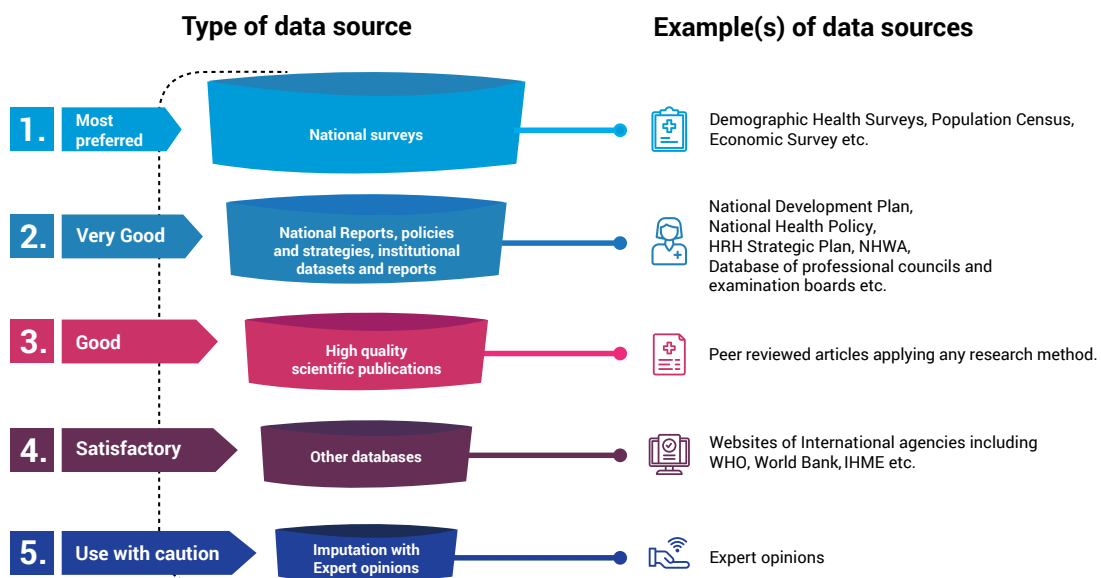 Type of data source
Example(s) of data sources
1.
Most
preferred
National surveys
Demographic Health Surveys, Population Census,
Economic Survey etc.
2.
Very Good
National Reports, policies
and strategies, institutional
datasets and reports
National Development Plan,
National Health Policy,
HRH Strategic Plan, NHWA,
Database of professional councils and
examination boards etc.
3.
Good
High quality
scientific publications
Peer reviewed articles applying any research method.
4.
Satisfactory
Other databases
Websites of International agencies including
WHO, World Bank, IHME etc.
5.
Use with caution
Imputation with
Expert opinions
Expert opinions